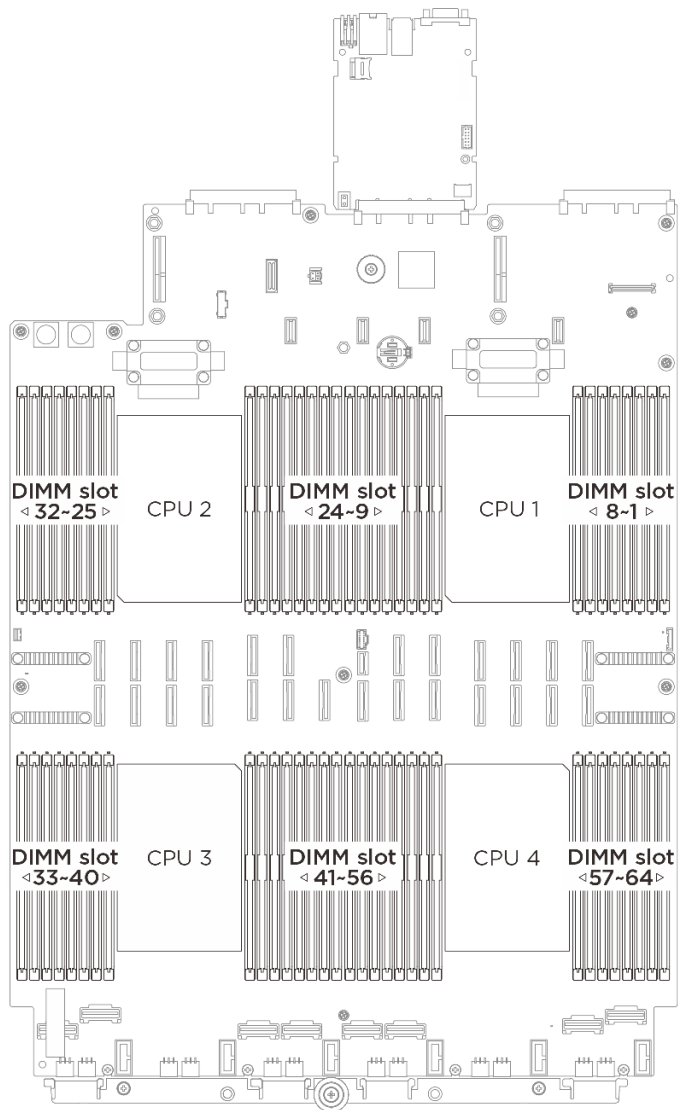 DIMM slot
◁ 32~25 ▷
CPU 2
DIMM slot
◁ 24~9 ▷
CPU 1
DIMM slot
◁ 8~1 ▷
DIMM slot
◁33~40▷
CPU 3
DIMM slot
◁ 41~56 ▷
CPU 4
DIMM slot
◁57~64▷